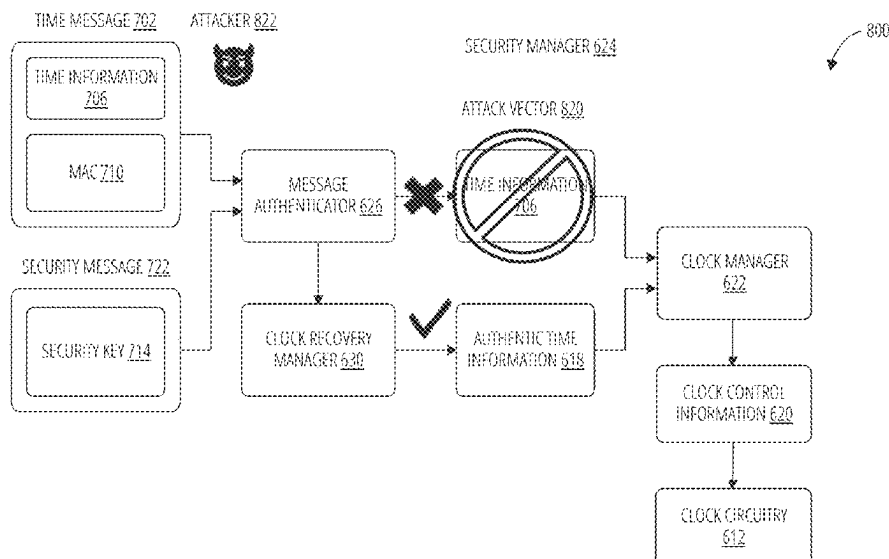 TIME MESSAGE 702
ATTACKER 822
SECURITY MANAGER 624
800
TIME INFORMATION
706
ATTACK VECTOR 820
MAC 710
MESSAGE
AUTHENTICATOR 626
TIME INFORMATION
706
SECURITY MESSAGE 722
CLOCK MANAGER
622
SECURITY KEY 714
CLOCK RECOVERY
MANAGER 630
AUTHENTIC TIME
INFORMATION 618
CLOCK CONTROL
INFORMATION 620
CLOCK CIRCUITRY
612